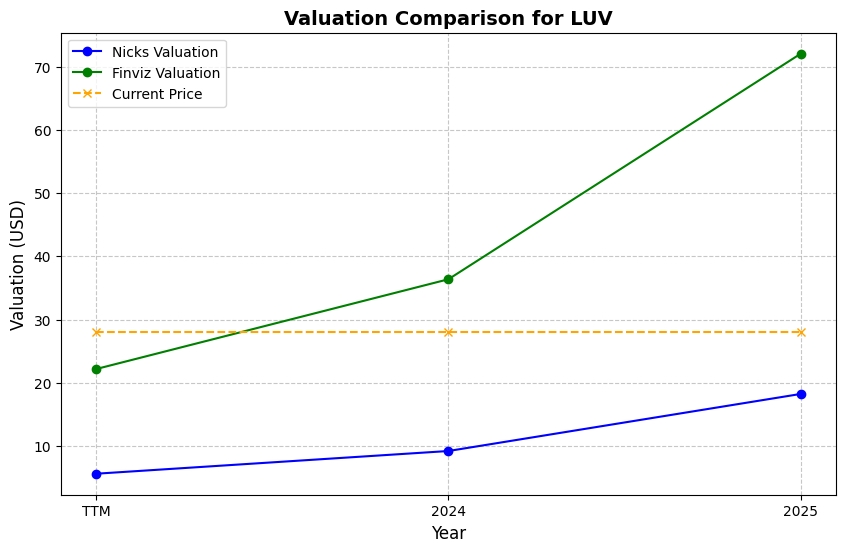 Valuation Comparison for LUV
Nicks Valuation
Finviz Valuation
Current Price
Valuation (USD)
70
60
50
40
30
20
10
TTM
2024
2025
Year